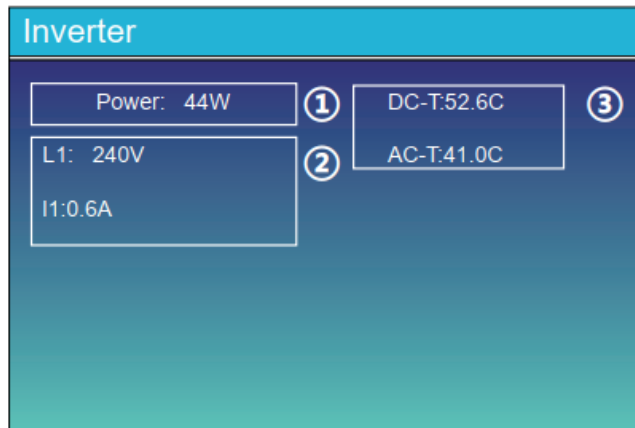 Inverter
Power: 44W
①
L1: 240V
I1:0.6A
②
DC-T:52.6C
AC-T:41.0C
③